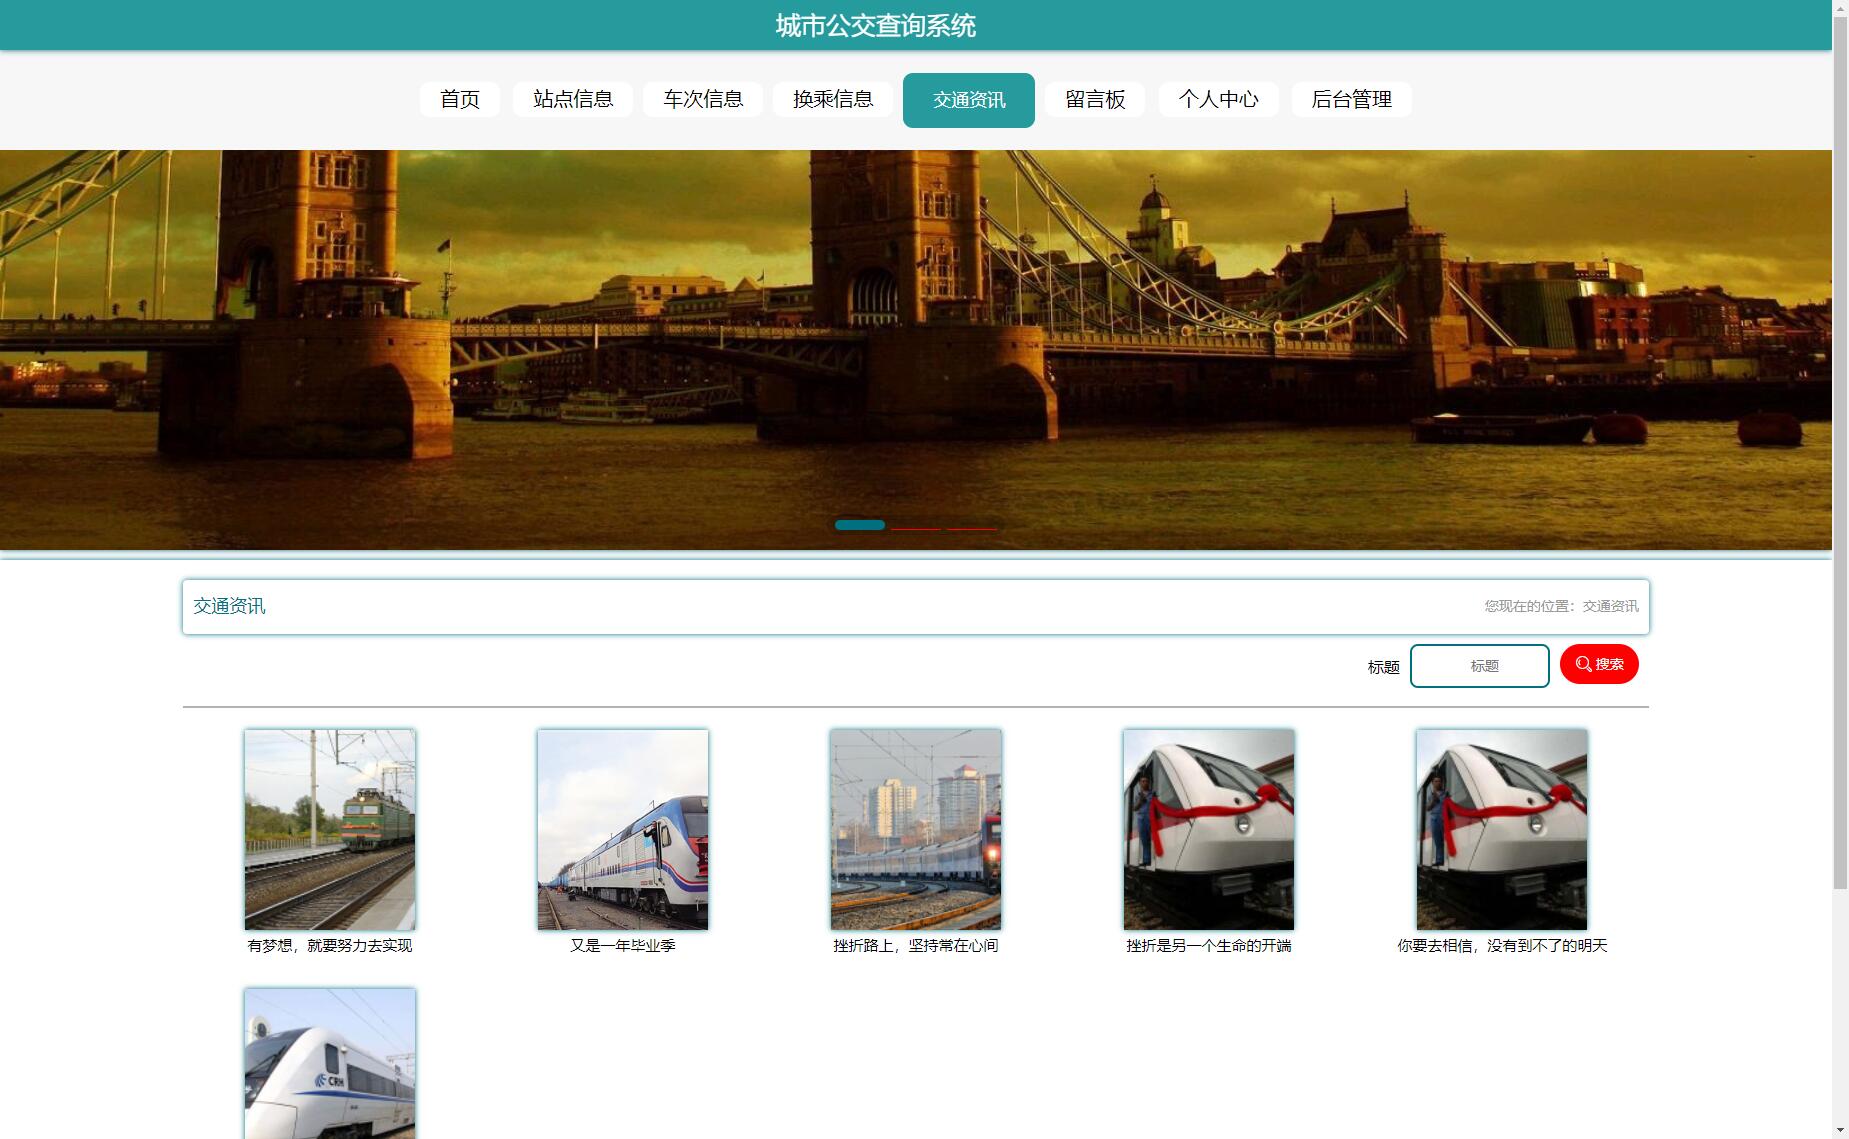 城市公交查询系统
首页 站点信息 车次信息 换乘信息 交通资讯 留言板 个人中心 后台管理
交通资讯 您现在的位置：交通资讯
标题 标题 搜索
有梦想，就要努力去实现 又是一年毕业季 挫折路上，坚持常在心间 挫折是另一个生命的开端 你要去相信，没有到不了的明天
CRH